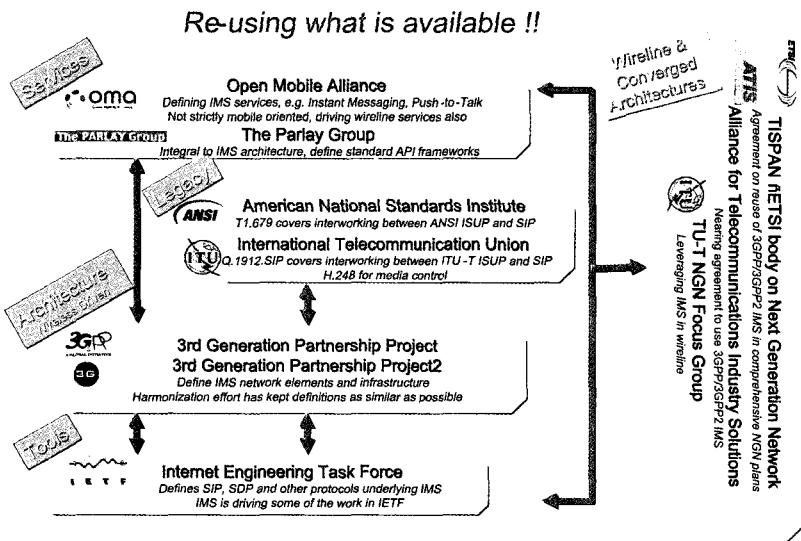 Re-using what is available !!
Services
oma
Open Mobile Alliance
Defining IMS services, e.g. Instant Messaging, Push -to-Talk
Not strictly mobile oriented, driving wireline services also
The PARLAY Group
The Parlay Group
Integral to IMS architecture, define standard API frameworks
Legacy
ANSI
American National Standards Institute
T1.679 covers interworking between ANSI ISUP and SIP
ITU
International Telecommunication Union
Q.1912.SIP covers interworking between ITU -T ISUP and SIP
H.248 for media control
Architecture
(Wireless Driven)
3GPP
A GLOBAL INITIATIVE
3G
3rd Generation Partnership Project
3rd Generation Partnership Project2
Define IMS network elements and infrastructure
Harmonization effort has kept definitions as similar as possible
Tools
I E T F
Internet Engineering Task Force
Defines SIP, SDP and other protocols underlying IMS
IMS is driving some of the work in IETF
Wireline &
Converged
Architectures
ETSI
TISPAN ñETSI body on Next Generation Network
Agreement on reuse of 3GPP/3GPP2 IMS in comprehensive NGN plans
ATIS
Alliance for Telecommunications Industry Solutions
Nearing agreement to use 3GPP/3GPP2 IMS
TU-T NGN Focus Group
Leveraging IMS in wireline